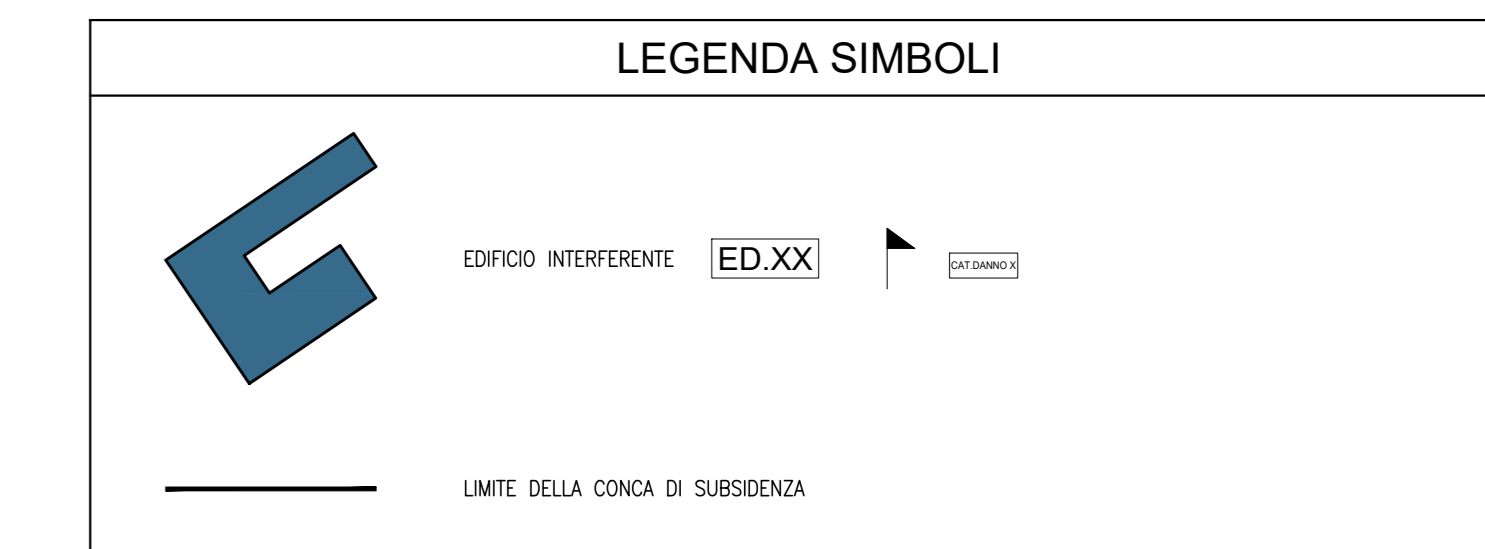 LEGENDA SIMBOLI
EDIFICIO INTERFERENTE ED.XX CAT.DANNO X
LIMITE DELLA CONCA DI SUBSIDENZA